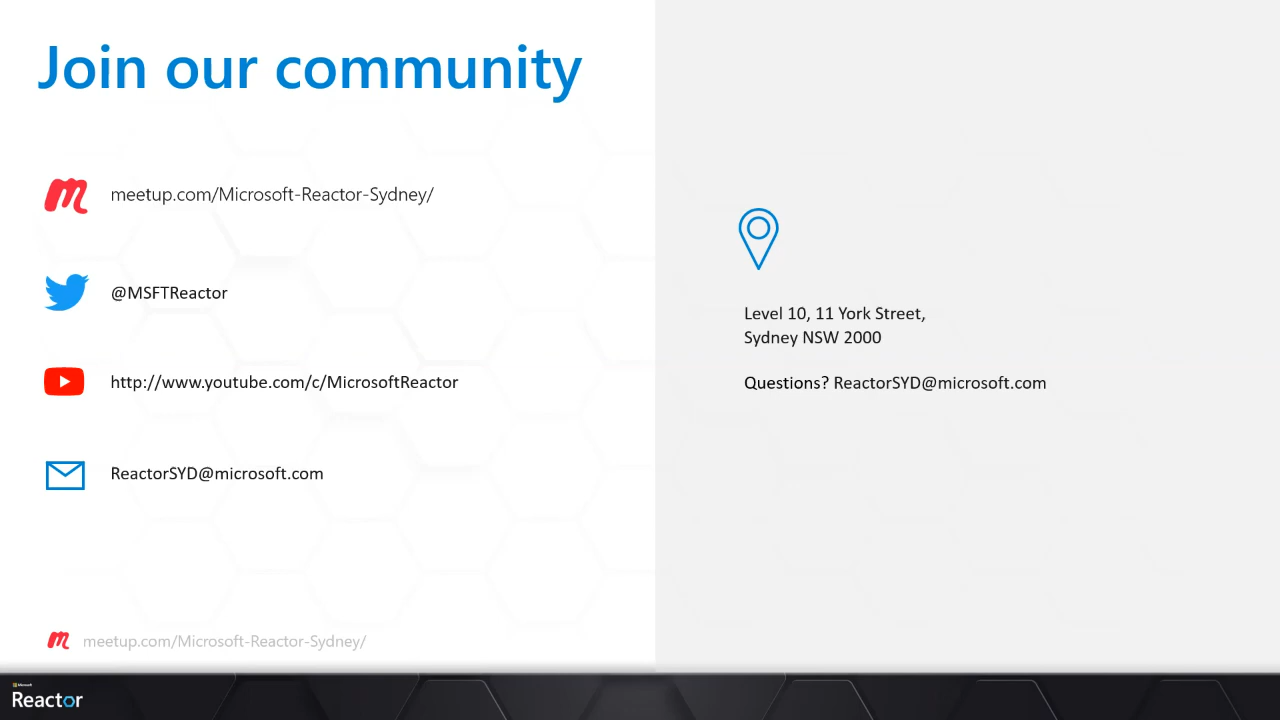 Join our community
meetup.com/Microsoft-Reactor-Sydney/
@MSFTReactor
http://www.youtube.com/c/MicrosoftReactor
ReactorSYD@microsoft.com
Level 10, 11 York Street,
Sydney NSW 2000
Questions? ReactorSYD@microsoft.com
meetup.com/Microsoft-Reactor-Sydney/
Microsoft
Reactor